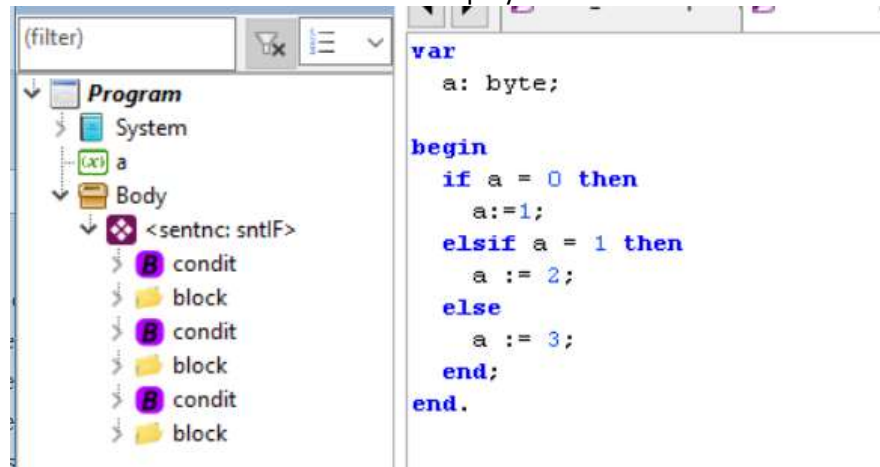 (filter)
Program
System
(x) a
Body
<sentnc: sntIF>
B condit
block
B condit
block
B condit
block
var
a: byte;
begin
if a = 0 then
a:=1;
elsif a = 1 then
a := 2;
else
a := 3;
end;
end.